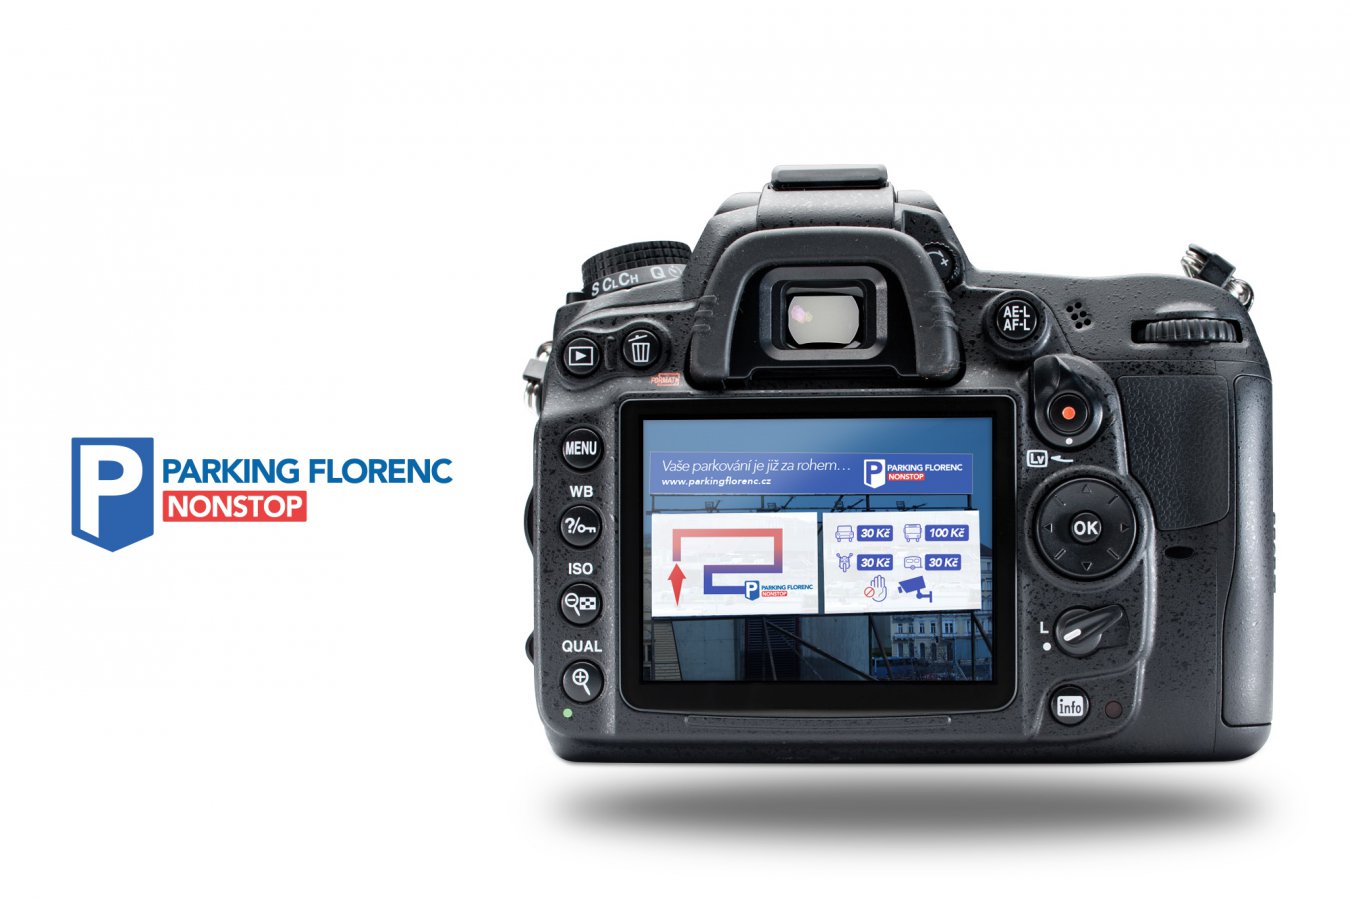 P PARKING FLORENC
NONSTOP
S CL CH Q
AE-L
AF-L
FORMAT
MENU
WB
?/
ISO
QUAL
Lv
OK
L
info
Vaše parkování je již za rohem…
www.parkingflorenc.cz
P PARKING FLORENC
NONSTOP
30 Kč 100 Kč
30 Kč 30 Kč
P PARKING FLORENC
NONSTOP